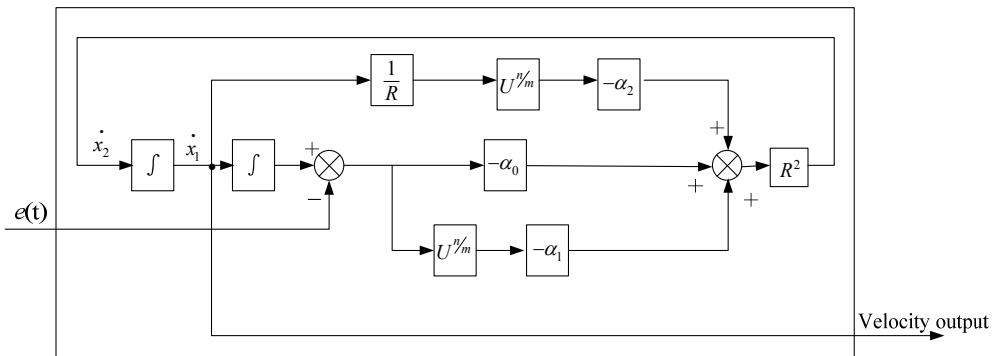 1/R
U^{n/m}
−α₂
+
ẋ₂
∫
ẋ₁
∫
+
−α₀
+
R²
−
+
e(t)
U^{n/m}
−α₁
Velocity output